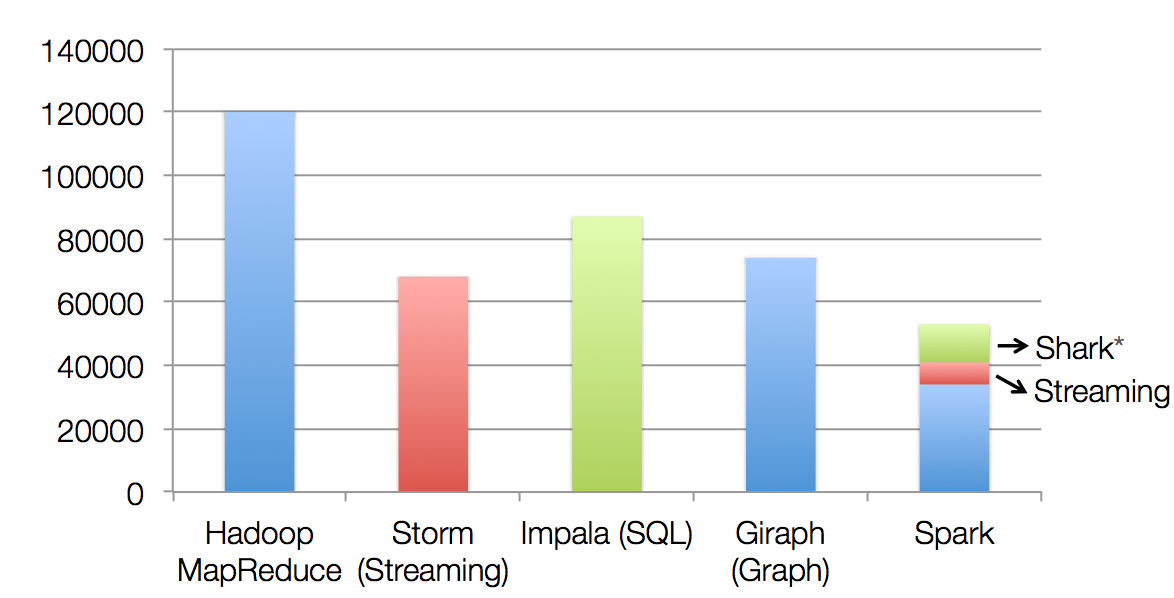 140000
120000
100000
80000
60000
40000
20000
0
Shark*
Streaming
Hadoop
MapReduce
Storm
(Streaming)
Impala (SQL)
Giraph
(Graph)
Spark